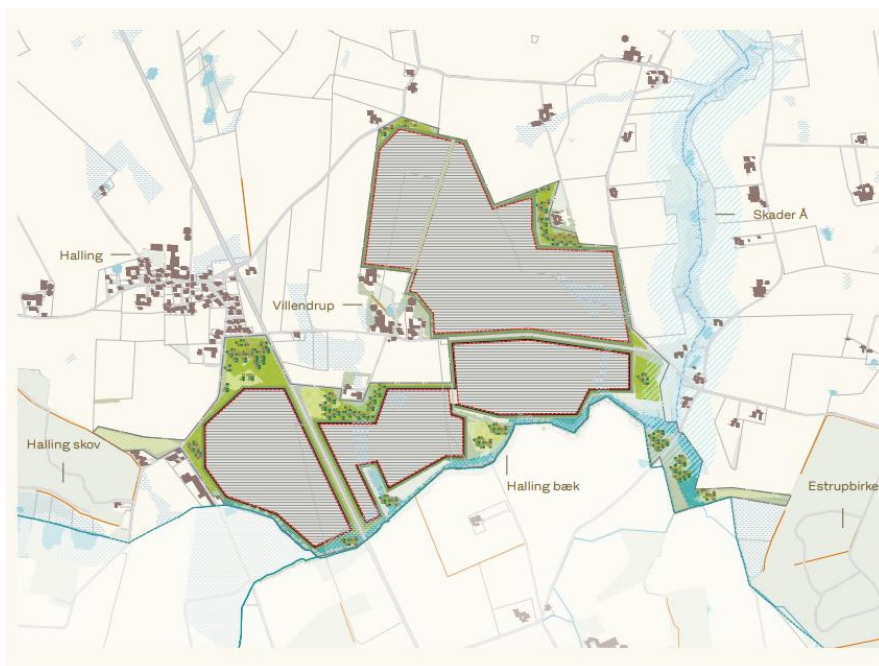 Skader Å
Halling
Villendrup
Halling skov
Halling bæk
Estrupbirke